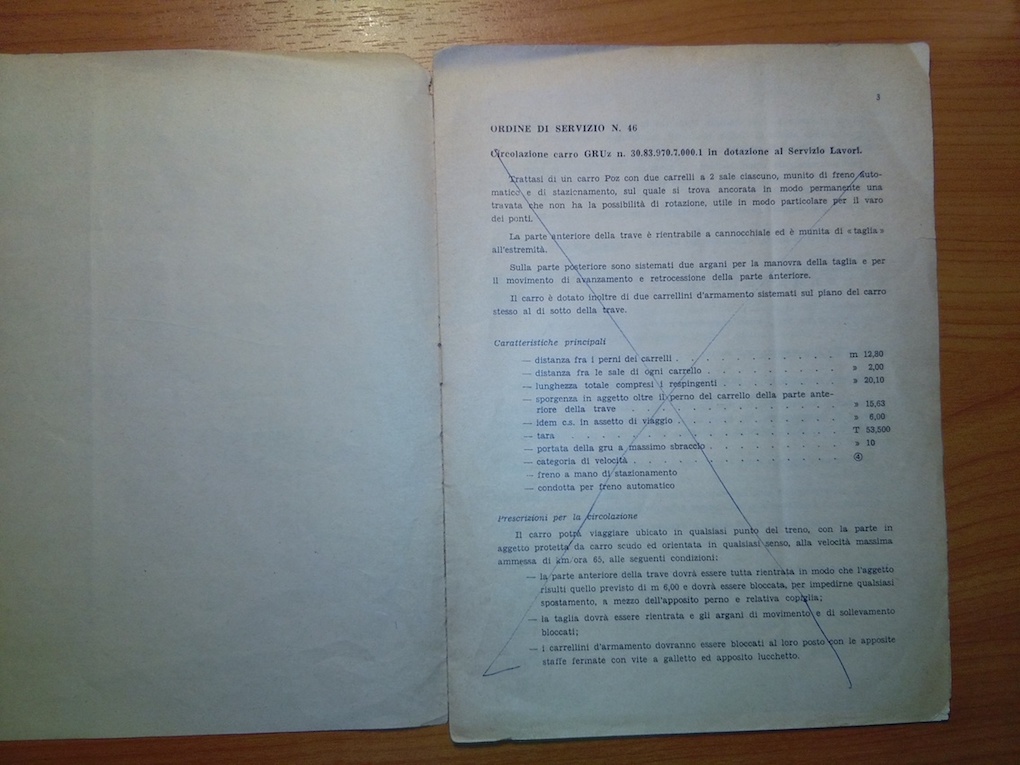 3
ORDINE DI SERVIZIO N. 46
Circolazione carro GRUz n. 30.83.970.7.000.1 in dotazione al Servizio Lavori.
Trattasi di un carro Poz con due carrelli a 2 sale ciascuno, munito di freno auto-
matico e di stazionamento, sul quale si trova ancorata in modo permanente una
travata che non ha la possibilità di rotazione, utile in modo particolare per il varo
dei ponti.
La parte anteriore della trave è rientrabile a cannocchiale ed è munita di «taglia»
all'estremità.
Sulla parte posteriore sono sistemati due argani per la manovra della taglia e per
il movimento di avanzamento e retrocessione della parte anteriore.
Il carro è dotato inoltre di due carrellini d'armamento sistemati sul piano del carro
stesso al di sotto della trave.
Caratteristiche principali
— distanza fra i perni dei carrelli . . . . . . . . . . . m 12,80
— distanza fra le sale di ogni carrello . . . . . . . . . » 2,00
— lunghezza totale compresi i respingenti . . . . . . . . » 20,10
— sporgenza in aggetto oltre il perno del carrello della parte ante-
riore della trave . . . . . . . . . . . . » 15,63
— idem c.s. in assetto di viaggio . . . . . . . . . . . » 6,00
— tara . . . . . . . . . . . . . . . T 53,500
— portata della gru a massimo sbraccio . . . . . . . . . » 10
— categoria di velocità . . . . . . . . . . . . . ④
— freno a mano di stazionamento
— condotta per freno automatico
Prescrizioni per la circolazione
Il carro potrà viaggiare ubicato in qualsiasi punto del treno, con la parte in
aggetto protetta da carro scudo ed orientata in qualsiasi senso, alla velocità massima
ammessa di km/ora 65, alle seguenti condizioni:
— la parte anteriore della trave dovrà essere tutta rientrata in modo che l'aggetto
risulti quello previsto di m 6,00 e dovrà essere bloccata, per impedirne qualsiasi
spostamento, a mezzo dell'apposito perno e relativa copiglia;
— la taglia dovrà essere rientrata e gli argani di movimento e di sollevamento
bloccati;
— i carrellini d'armamento dovranno essere bloccati al loro posto con le apposite
staffe fermate con vite a galletto ed apposito lucchetto.